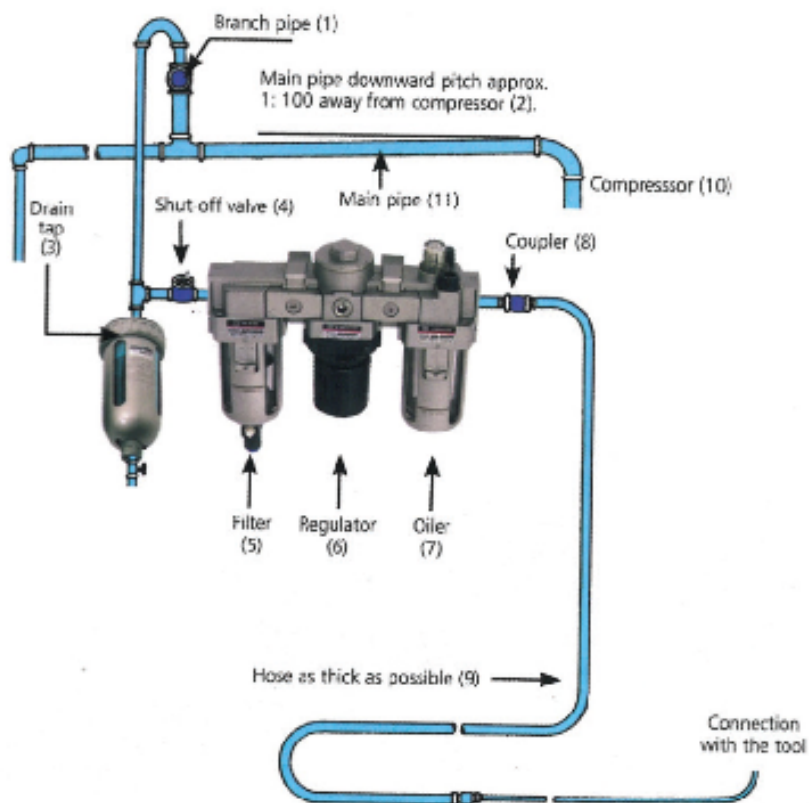 Branch pipe (1)
Main pipe downward pitch approx.
1: 100 away from compressor (2).
Compresssor (10)
Drain
tap
(3)
Shut off valve (4)
Main pipe (11)
Coupler (8)
Filter
(5)
Regulator
(6)
Oiler
(7)
Hose as thick as possible (9)
Connection
with the tool